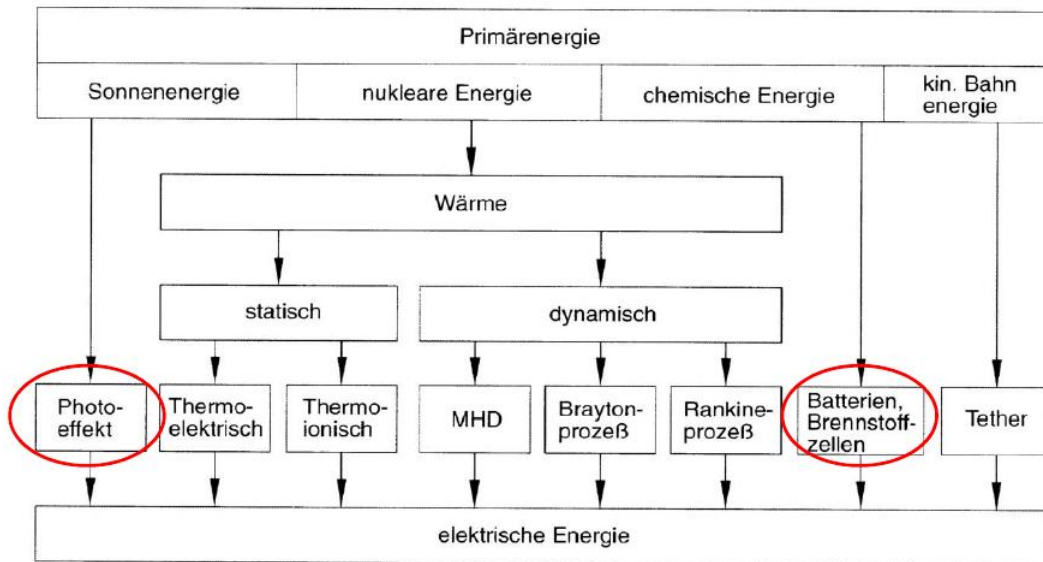 Primärenergie
Sonnenenergie
nukleare Energie
chemische Energie
kin. Bahn
energie
Wärme
statisch
dynamisch
Photo-
effekt
Thermo-
elektrisch
Thermo-
ionisch
MHD
Brayton-
prozeß
Rankine-
prozeß
Batterien,
Brennstoff-
zellen
Tether
elektrische Energie